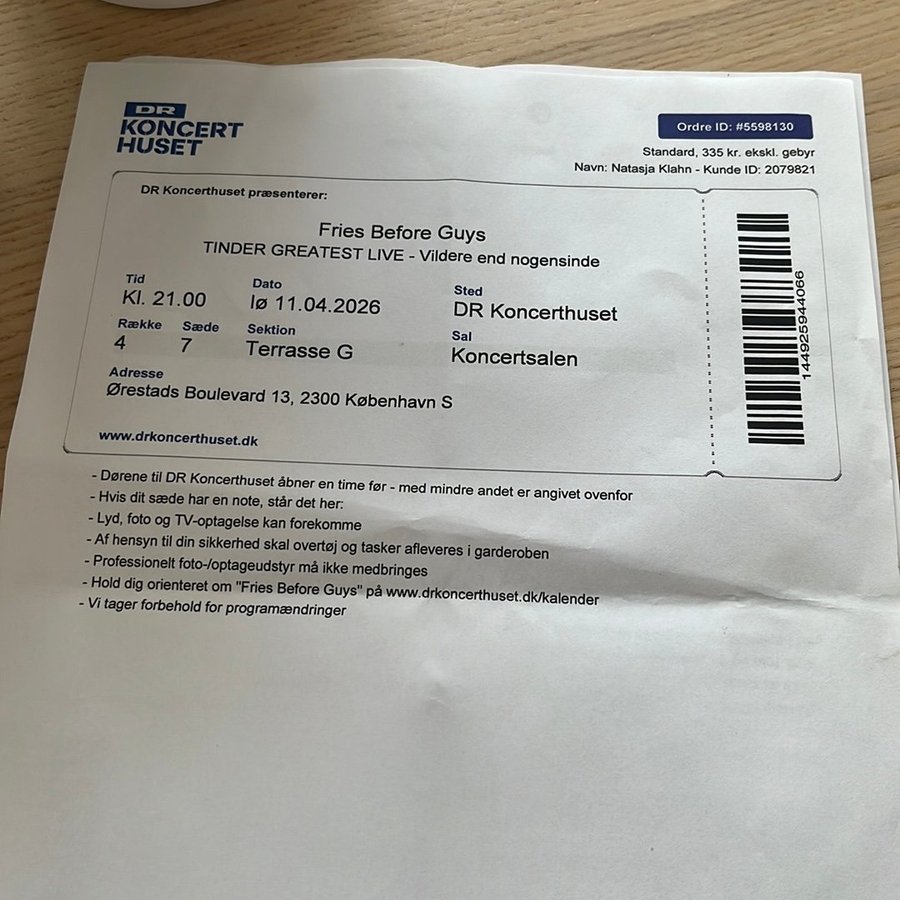 DR
KONCERT
HUSET
Ordre ID: #5598130
Standard, 335 kr. ekskl. gebyr
Navn: Natasja Klahn - Kunde ID: 2079821
DR Koncerthuset præsenterer:
Fries Before Guys
TINDER GREATEST LIVE - Vildere end nogensinde
Tid Dato Sted
Kl. 21.00 lø 11.04.2026 DR Koncerthuset
Række Sæde Sektion Sal
4 7 Terrasse G Koncertsalen
Adresse
Ørestads Boulevard 13, 2300 København S
www.drkoncerthuset.dk
144925944066
- Dørene til DR Koncerthuset åbner en time før - med mindre andet er angivet ovenfor
- Hvis dit sæde har en note, står det her:
- Lyd, foto og TV-optagelse kan forekomme
- Af hensyn til din sikkerhed skal overtøj og tasker afleveres i garderoben
- Professionelt foto-/optageudstyr må ikke medbringes
- Hold dig orienteret om "Fries Before Guys" på www.drkoncerthuset.dk/kalender
- Vi tager forbehold for programændringer